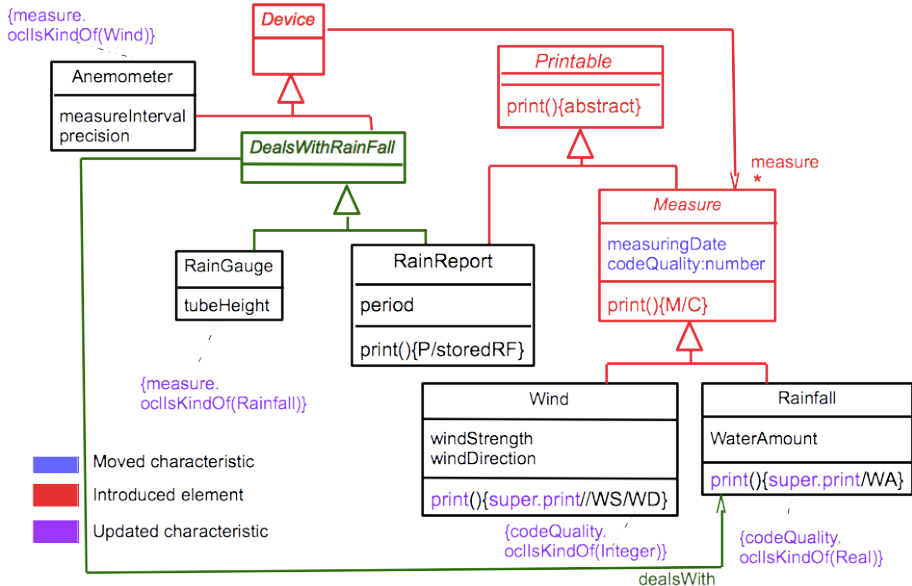 {measure.
oclIsKindOf(Wind)}
Device
Anemometer
measureInterval
precision
Printable
print(){abstract}
DealsWithRainFall
measure
*
Measure
measuringDate
codeQuality:number
print(){M/C}
RainGauge
tubeHeight
RainReport
period
print(){P/storedRF}
{measure.
oclIsKindOf(Rainfall)}
Wind
windStrength
windDirection
print(){super.print//WS/WD}
Rainfall
WaterAmount
print(){super.print/WA}
Moved characteristic
Introduced element
Updated characteristic
{codeQuality.
oclIsKindOf(Integer)}
{codeQuality.
oclIsKindOf(Real)}
dealsWith